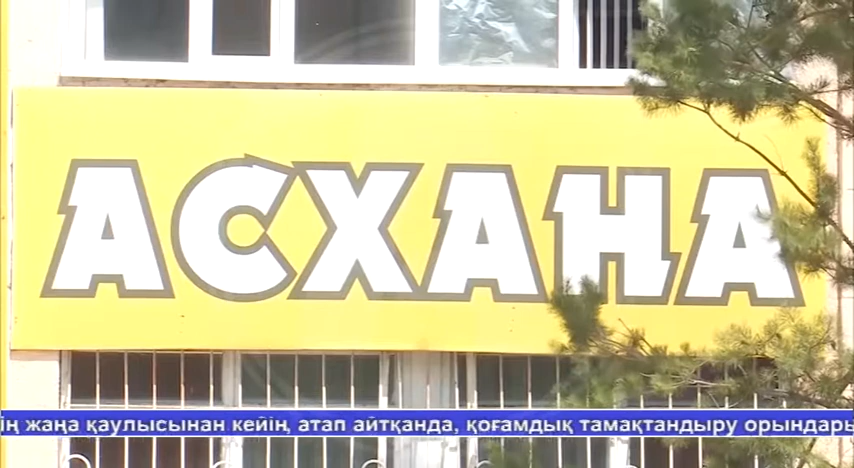 АСХАНА
жаңа қаулысынан кейін, атап айтқанда, қоғамдық тамақтандыру орындары